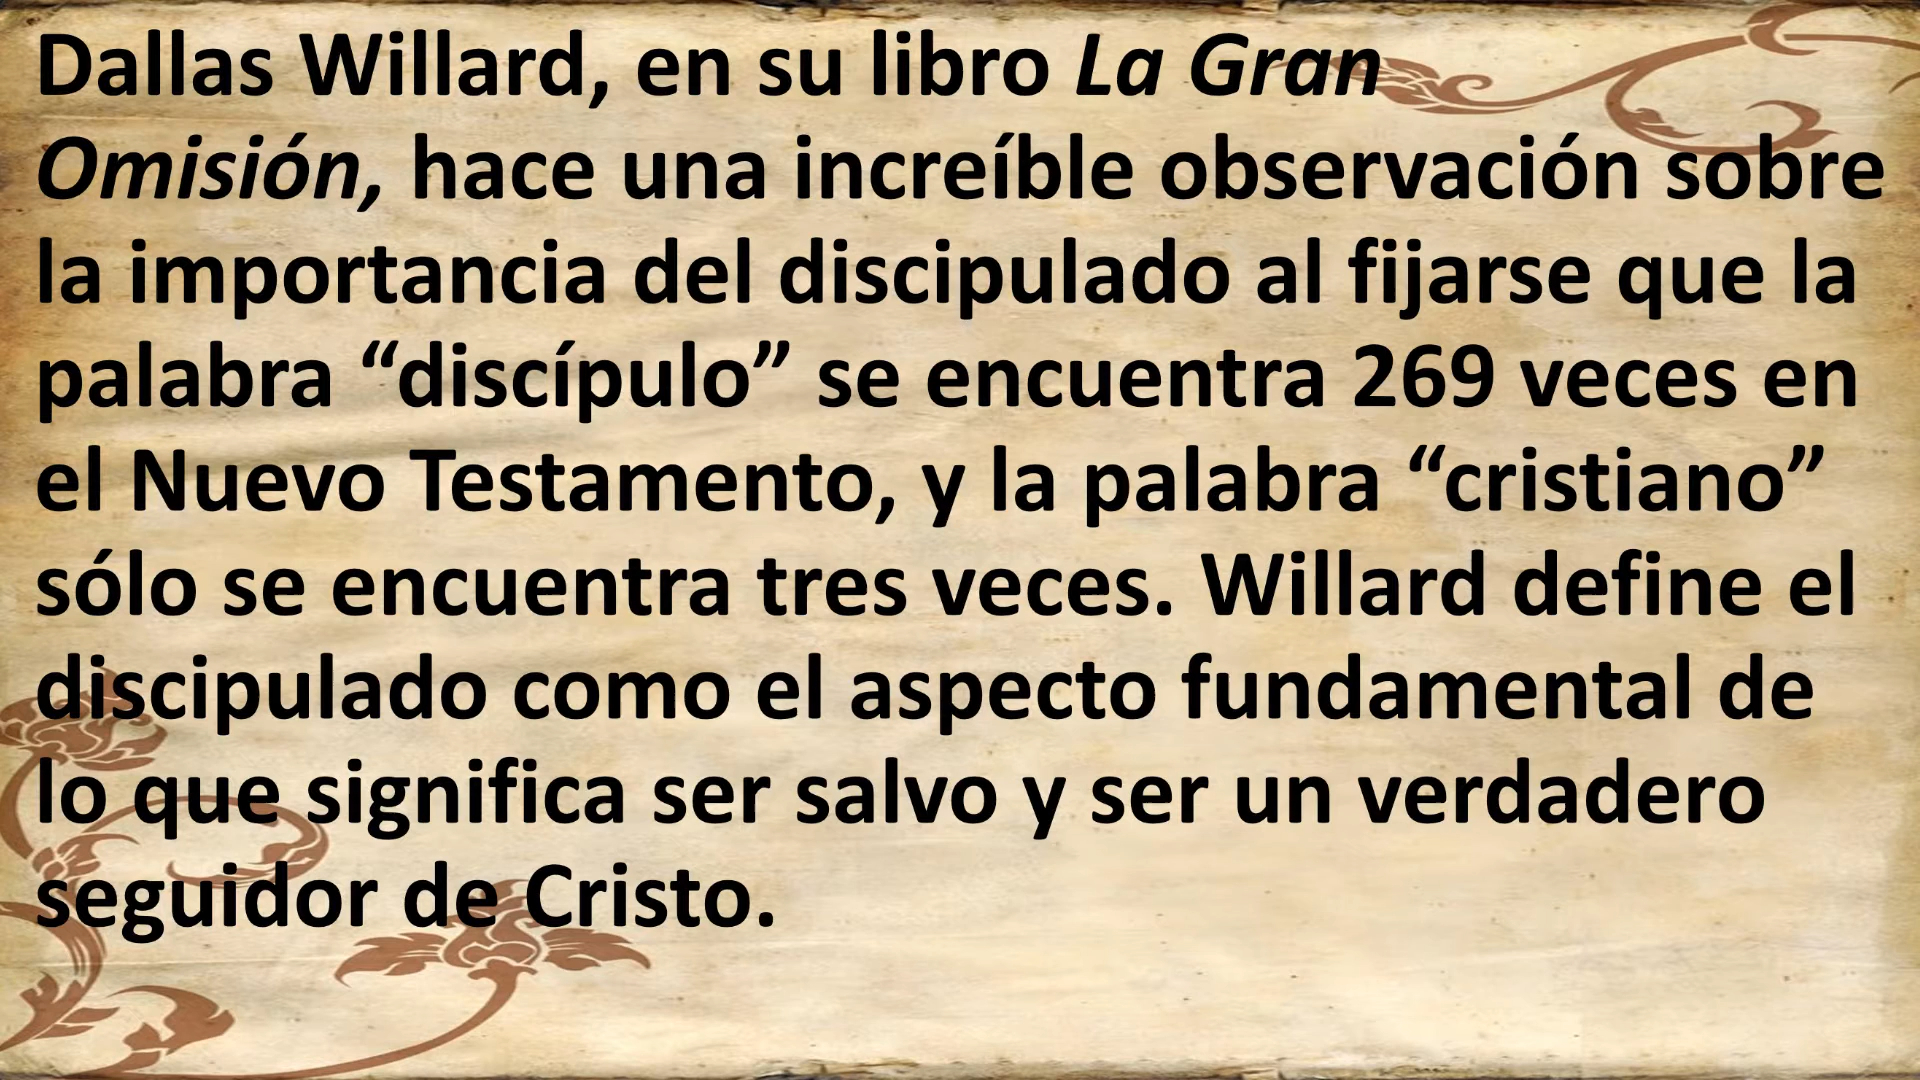 Dallas Willard, en su libro La Gran
Omisión, hace una increíble observación sobre
la importancia del discipulado al fijarse que la
palabra “discípulo” se encuentra 269 veces en
el Nuevo Testamento, y la palabra “cristiano”
sólo se encuentra tres veces. Willard define el
discipulado como el aspecto fundamental de
lo que significa ser salvo y ser un verdadero
seguidor de Cristo.